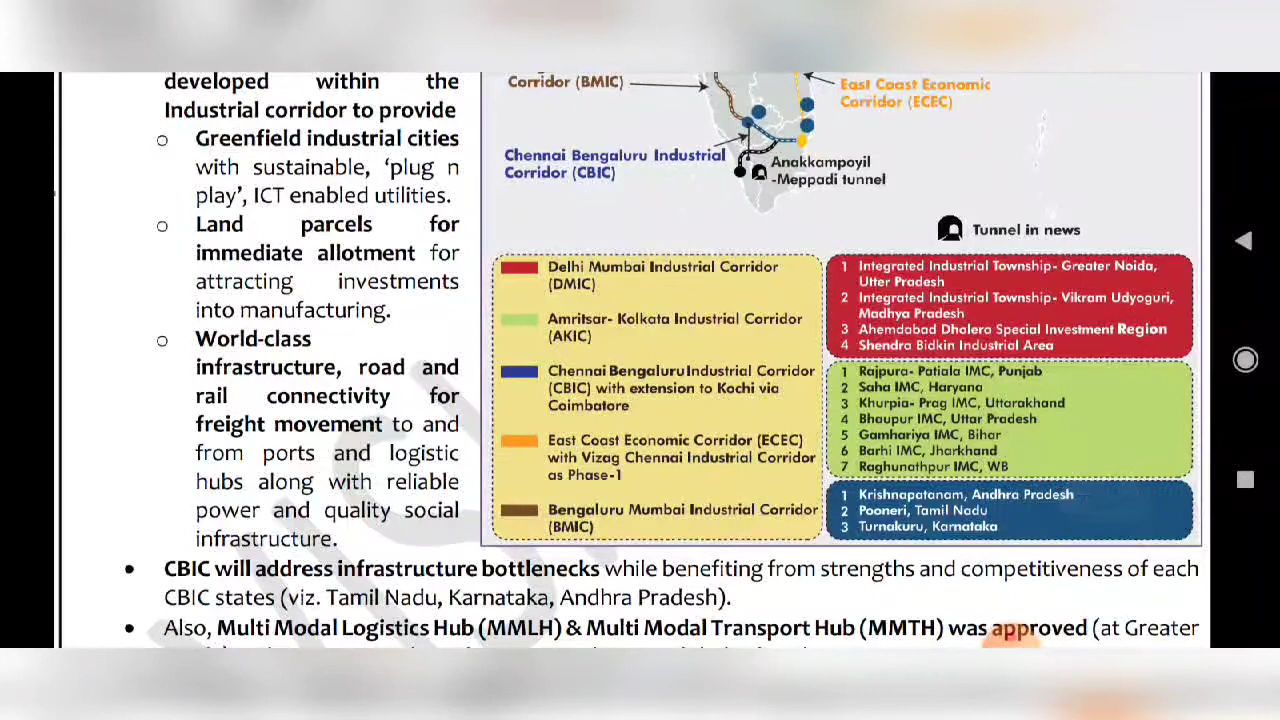 developed within the
Industrial corridor to provide
o Greenfield industrial cities
with sustainable, 'plug n
play', ICT enabled utilities.
o Land parcels for
immediate allotment for
attracting investments
into manufacturing.
o World-class
infrastructure, road and
rail connectivity for
freight movement to and
from ports and logistic
hubs along with reliable
power and quality social
infrastructure.
Corridor (BMIC)
East Coast Economic
Corridor (ECEC)
Chennai Bengaluru Industrial
Corridor (CBIC)
Anakkampoyil
-Meppadi tunnel
Tunnel in news
Delhi Mumbai Industrial Corridor
(DMIC)
Amritsar- Kolkata Industrial Corridor
(AKIC)
Chennai Bengaluru Industrial Corridor
(CBIC) with extension to Kochi via
Coimbatore
East Coast Economic Corridor (ECEC)
with Vizag Chennai Industrial Corridor
as Phase-1
Bengaluru Mumbai Industrial Corridor
(BMIC)
1 Integrated Industrial Township- Greater Noida,
Utter Pradesh
2 Integrated Industrial Township- Vikram Udyoguri,
Madhya Pradesh
3 Ahemdabad Dholera Special Investment Region
4 Shendra Bidkin Industrial Area
1 Rajpura- Patiala IMC, Punjab
2 Saha IMC, Haryana
3 Khurpia- Prag IMC, Uttarakhand
4 Bhaupur IMC, Uttar Pradesh
5 Gamhariya IMC, Bihar
6 Barhi IMC, Jharkhand
7 Raghunathpur IMC, WB
1 Krishnapatanam, Andhra Pradesh
2 Pooneri, Tamil Nadu
3 Turnakuru, Karnataka
• CBIC will address infrastructure bottlenecks while benefiting from strengths and competitiveness of each
CBIC states (viz. Tamil Nadu, Karnataka, Andhra Pradesh).
• Also, Multi Modal Logistics Hub (MMLH) & Multi Modal Transport Hub (MMTH) was approved (at Greater